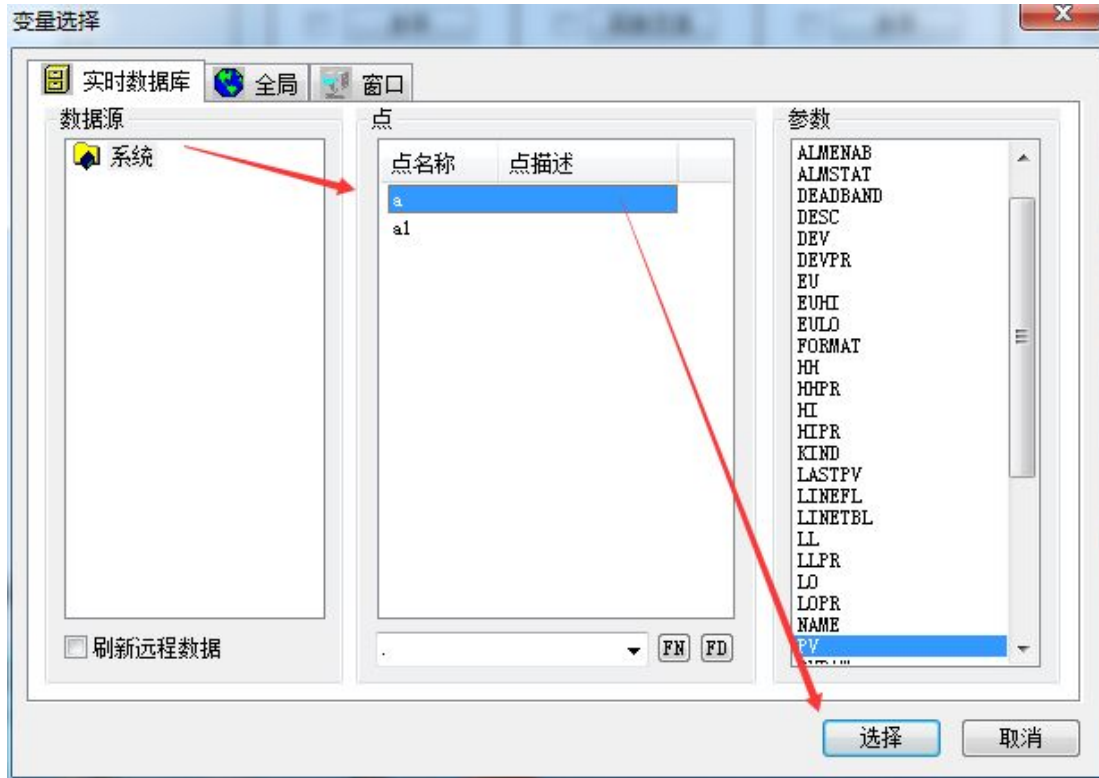 变量选择
实时数据库 全局 窗口
数据源
系统
刷新远程数据
点
点名称 点描述
a
a1
.
FN FD
参数
ALMENAB
ALMSTAT
DEADBAND
DESC
DEV
DEVPR
EU
EUHI
EULO
FORMAT
HH
HHPR
HI
HIPR
KIND
LASTPV
LINEFL
LINETBL
LL
LLPR
LO
LOPR
NAME
PV
选择 取消